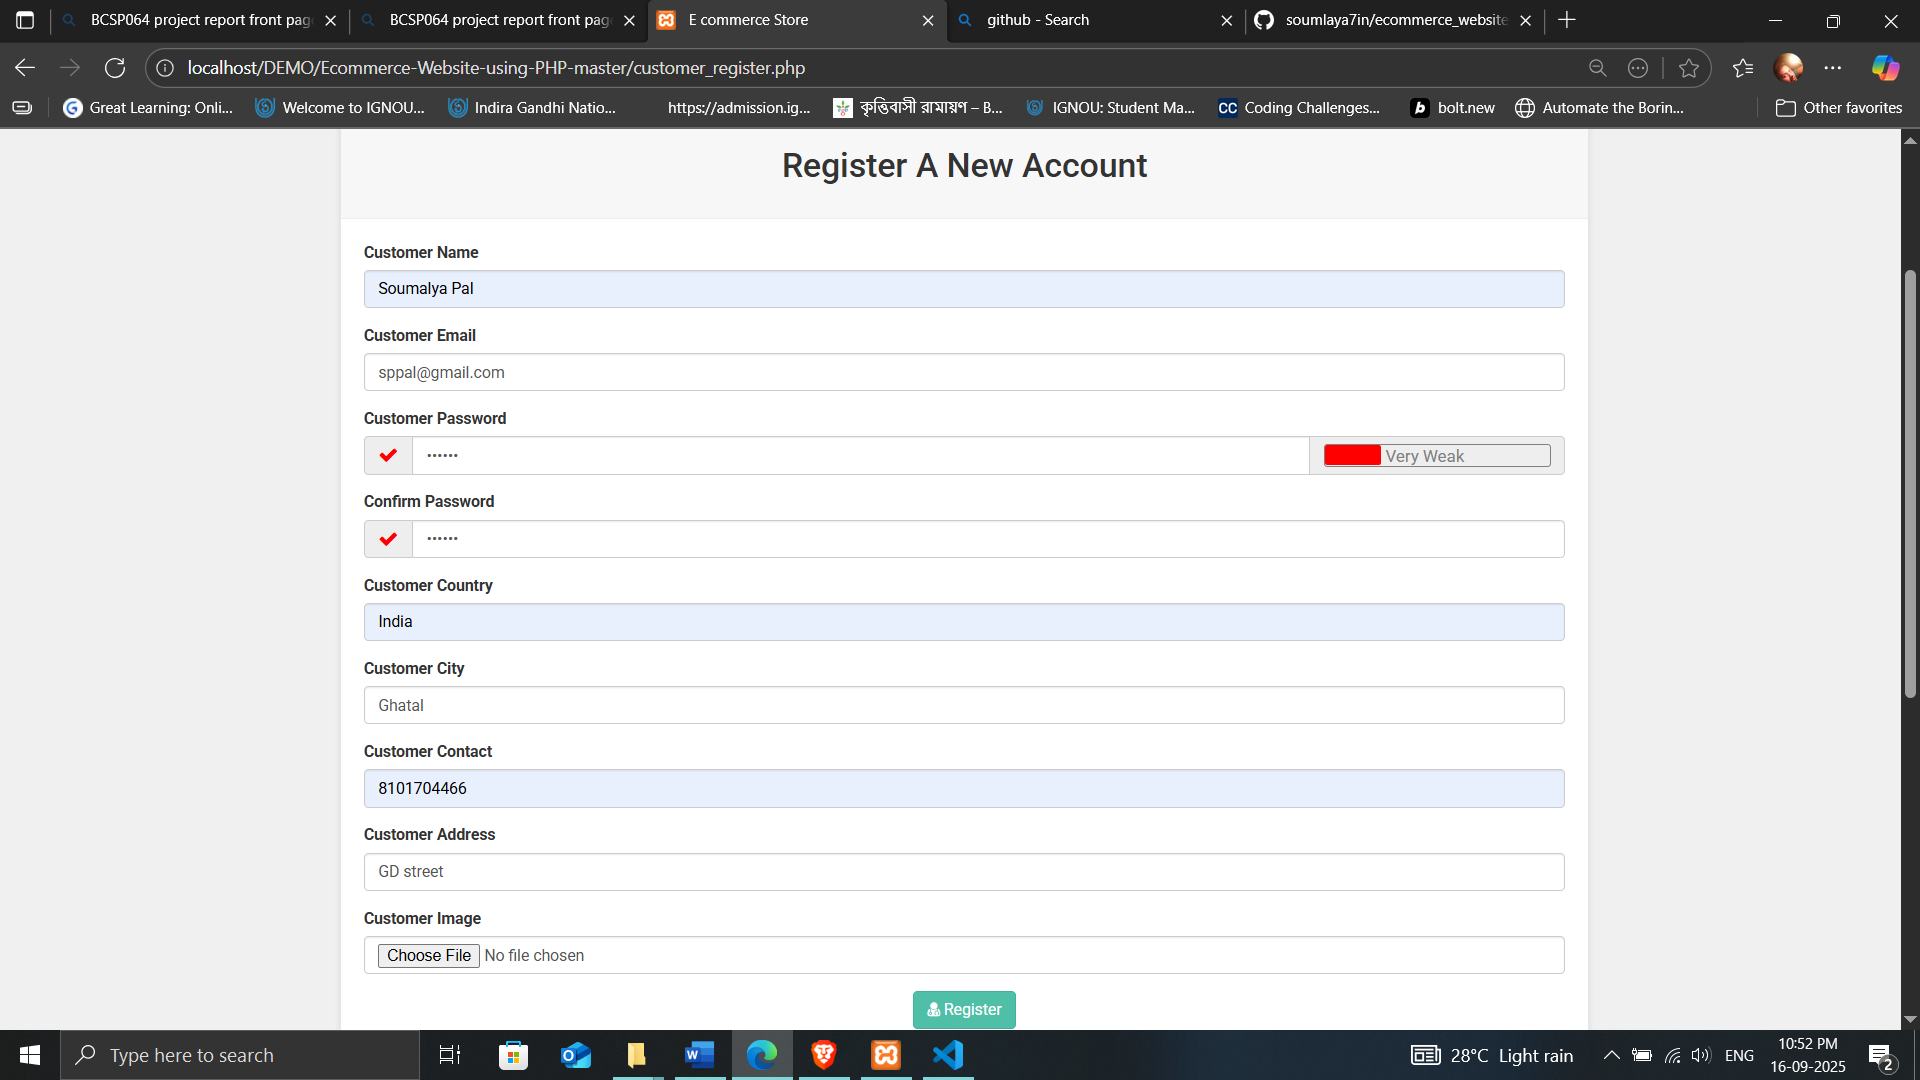 BCSP064 project report front pag
BCSP064 project report front pag
E commerce Store
github - Search
soumlaya7in/ecommerce_website
localhost/DEMO/Ecommerce-Website-using-PHP-master/customer_register.php
Great Learning: Onli...
Welcome to IGNOU...
Indira Gandhi Natio...
https://admission.ig...
কৃত্তিবাসী রামায়ণ – B...
IGNOU: Student Ma...
CC Coding Challenges...
b bolt.new
Automate the Borin...
Other favorites
Register A New Account
Customer Name
Soumalya Pal
Customer Email
sppal@gmail.com
Customer Password
••••••
Very Weak
Confirm Password
••••••
Customer Country
India
Customer City
Ghatal
Customer Contact
8101704466
Customer Address
GD street
Customer Image
Choose File No file chosen
Register
Type here to search
28°C Light rain
ENG
10:52 PM
16-09-2025
2